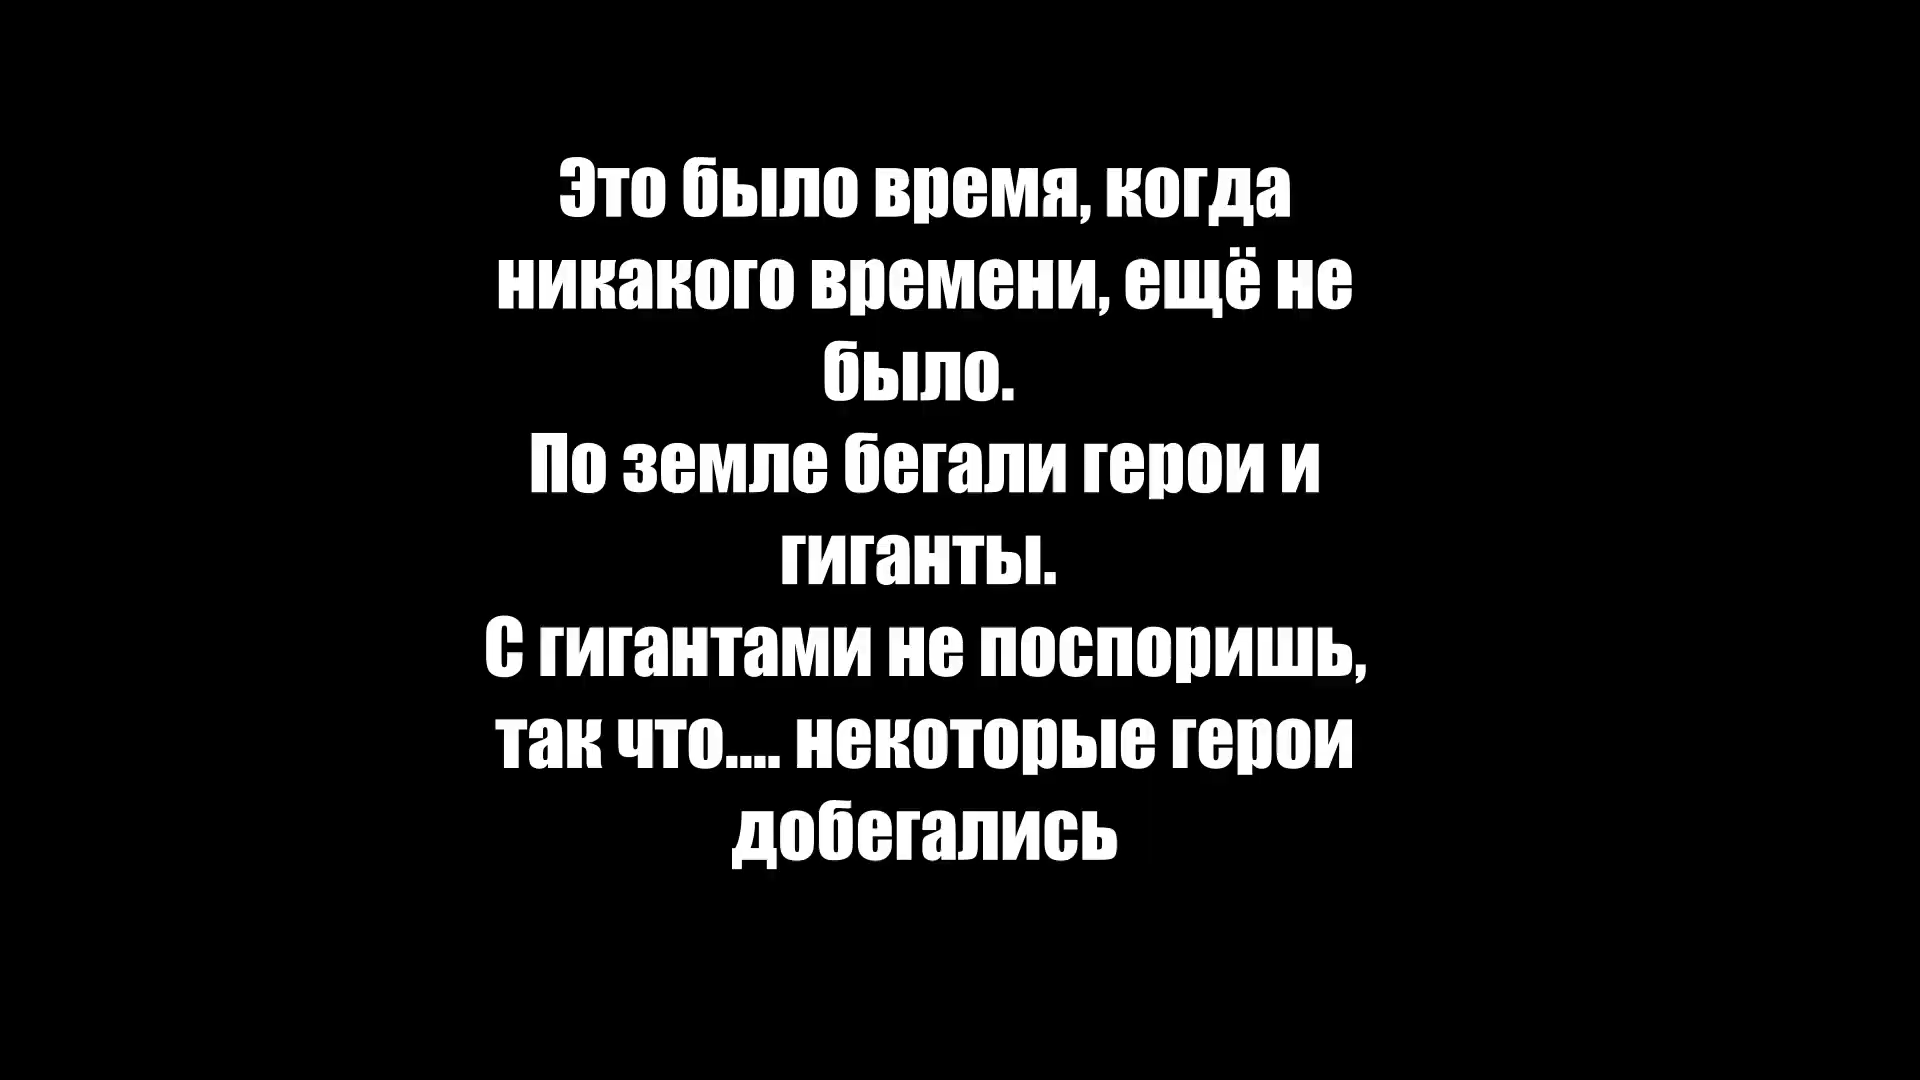 Это было время, когда
никакого времени, ещё не
было.
По земле бегали герои и
гиганты.
С гигантами не поспоришь,
так что.... некоторые герои
добегались